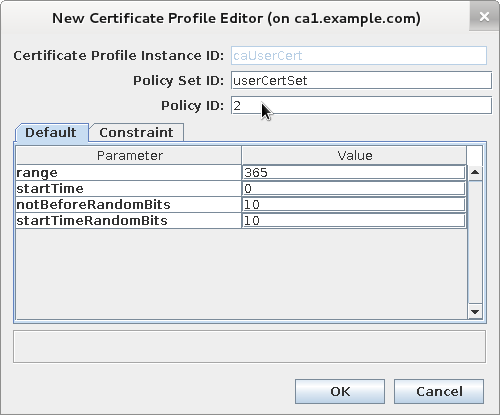 New Certificate Profile Editor (on ca1.example.com)
Certificate Profile Instance ID: caUserCert
Policy Set ID: userCertSet
Policy ID: 2
Default Constraint
Parameter Value
range 365
startTime 0
notBeforeRandomBits 10
startTimeRandomBits 10
OK Cancel